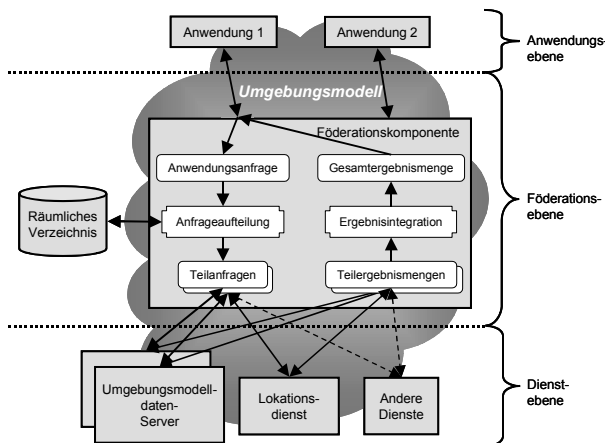 Anwendung 1
Anwendung 2
Anwendungs-
ebene
Umgebungsmodell
Föderationskomponente
Anwendungsanfrage
Gesamtergebnismenge
Räumliches
Verzeichnis
Anfrageaufteilung
Ergebnisintegration
Föderations-
ebene
Teilanfragen
Teilergebnismengen
Umgebungsmodell-
daten-
Server
Lokations-
dienst
Andere
Dienste
Dienst-
ebene